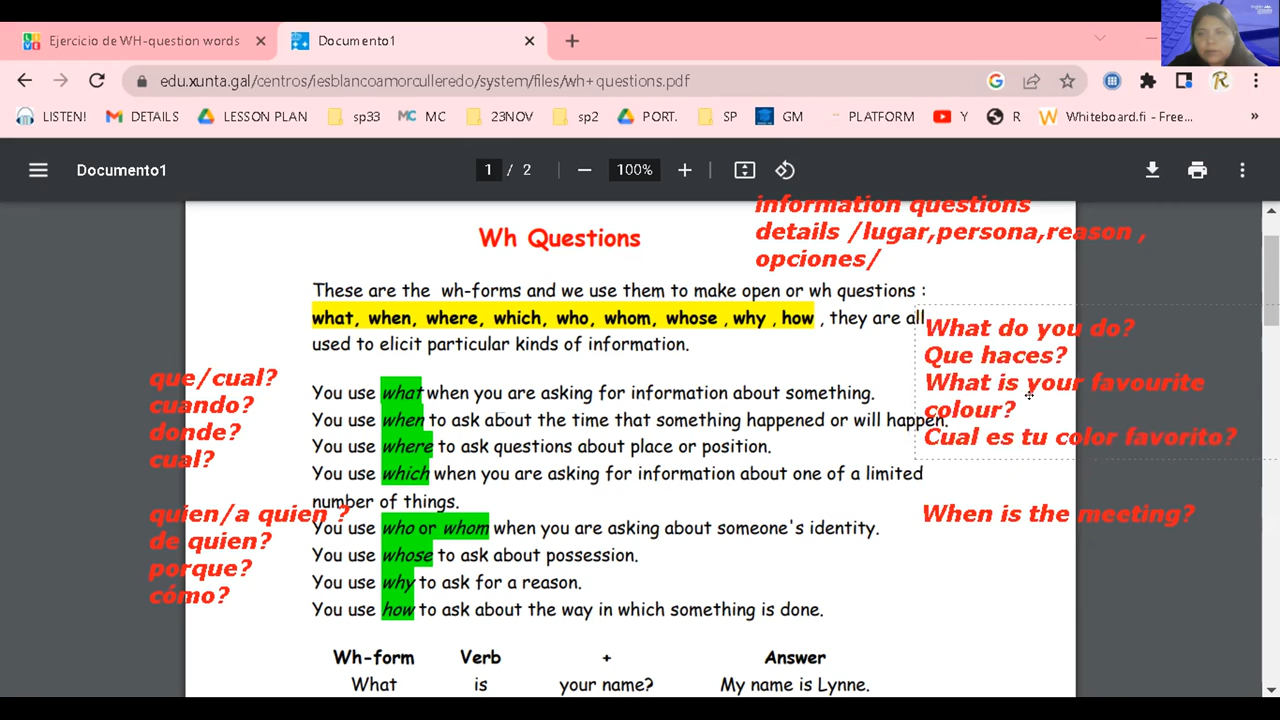 Ejercicio de WH-question words
Documento1
edu.xunta.gal/centros/iesblancoamorculleredo/system/files/wh+questions.pdf
LISTEN! DETAILS LESSON PLAN sp33 MC MC 23NOV sp2 PORT. SP GM PLATFORM Y R Whiteboard.fi - Free...
Documento1 1 / 2 100%
information questions
details /lugar,persona,reason ,
opciones/
Wh Questions
These are the wh-forms and we use them to make open or wh questions :
what, when, where, which, who, whom, whose , why , how , they are all
used to elicit particular kinds of information.
What do you do?
Que haces?
What is your favourite
colour?
Cual es tu color favorito?
When is the meeting?
que/cual?
cuando?
donde?
cual?
quien/a quien ?
de quien?
porque?
cómo?
You use what when you are asking for information about something.
You use when to ask about the time that something happened or will happen.
You use where to ask questions about place or position.
You use which when you are asking for information about one of a limited
number of things.
You use who or whom when you are asking about someone's identity.
You use whose to ask about possession.
You use why to ask for a reason.
You use how to ask about the way in which something is done.
Wh-form Verb + Answer
What is your name? My name is Lynne.